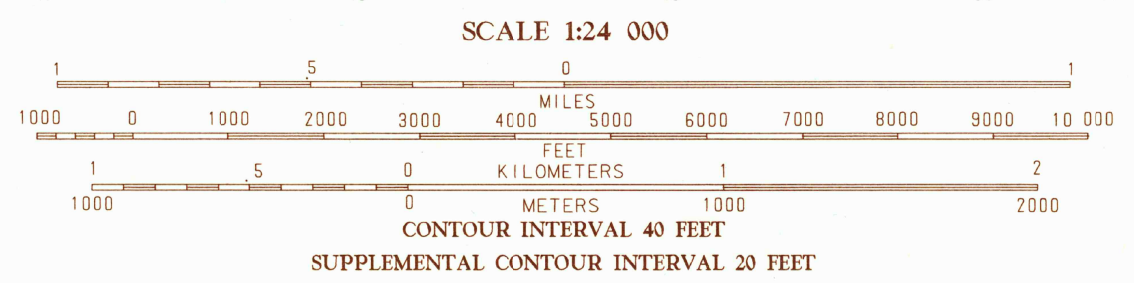 SCALE 1:24 000
1 .5 0 1
MILES
1000 0 1000 2000 3000 4000 5000 6000 7000 8000 9000 10 000
FEET
1 .5 0 KILOMETERS 1 2
1000 0 METERS 1000 2000
CONTOUR INTERVAL 40 FEET
SUPPLEMENTAL CONTOUR INTERVAL 20 FEET